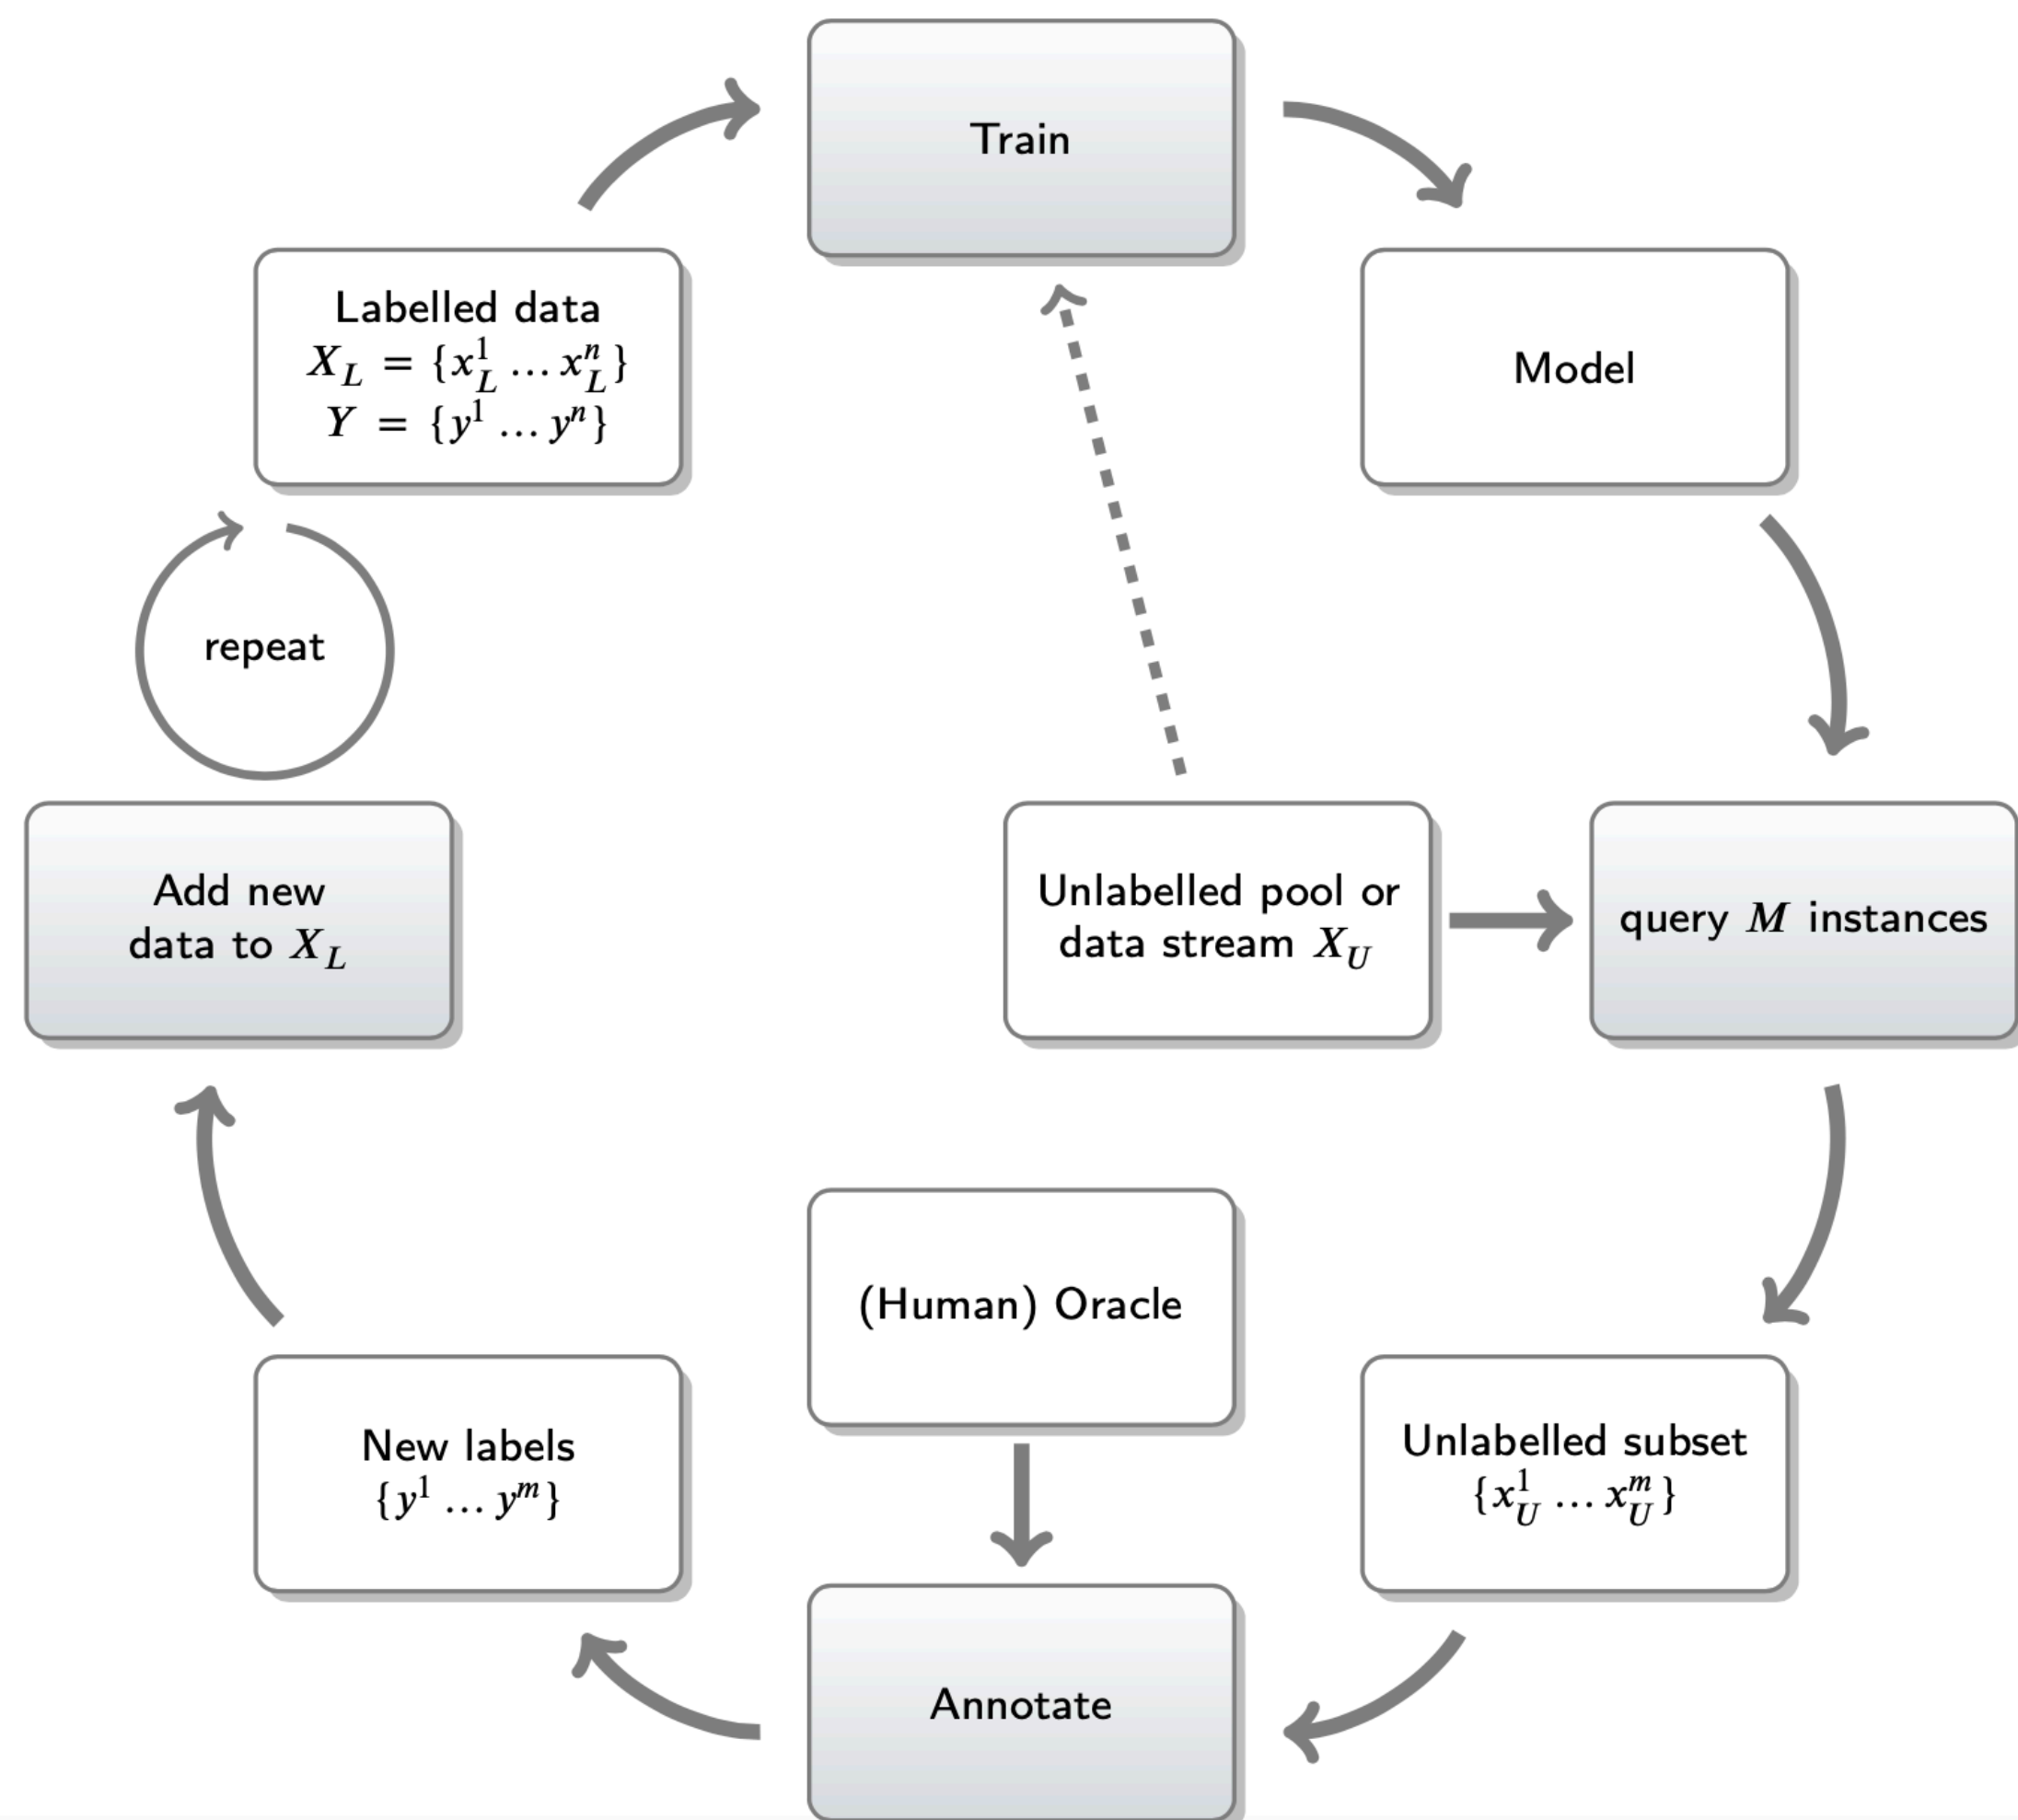 Train
Labelled data
X_L = {x_L^1 … x_L^n}
Y = {y^1 … y^n}
Model
repeat
Add new
data to X_L
Unlabelled pool or
data stream X_U
query M instances
(Human) Oracle
New labels
{y^1 … y^m}
Unlabelled subset
{x_U^1 … x_U^m}
Annotate